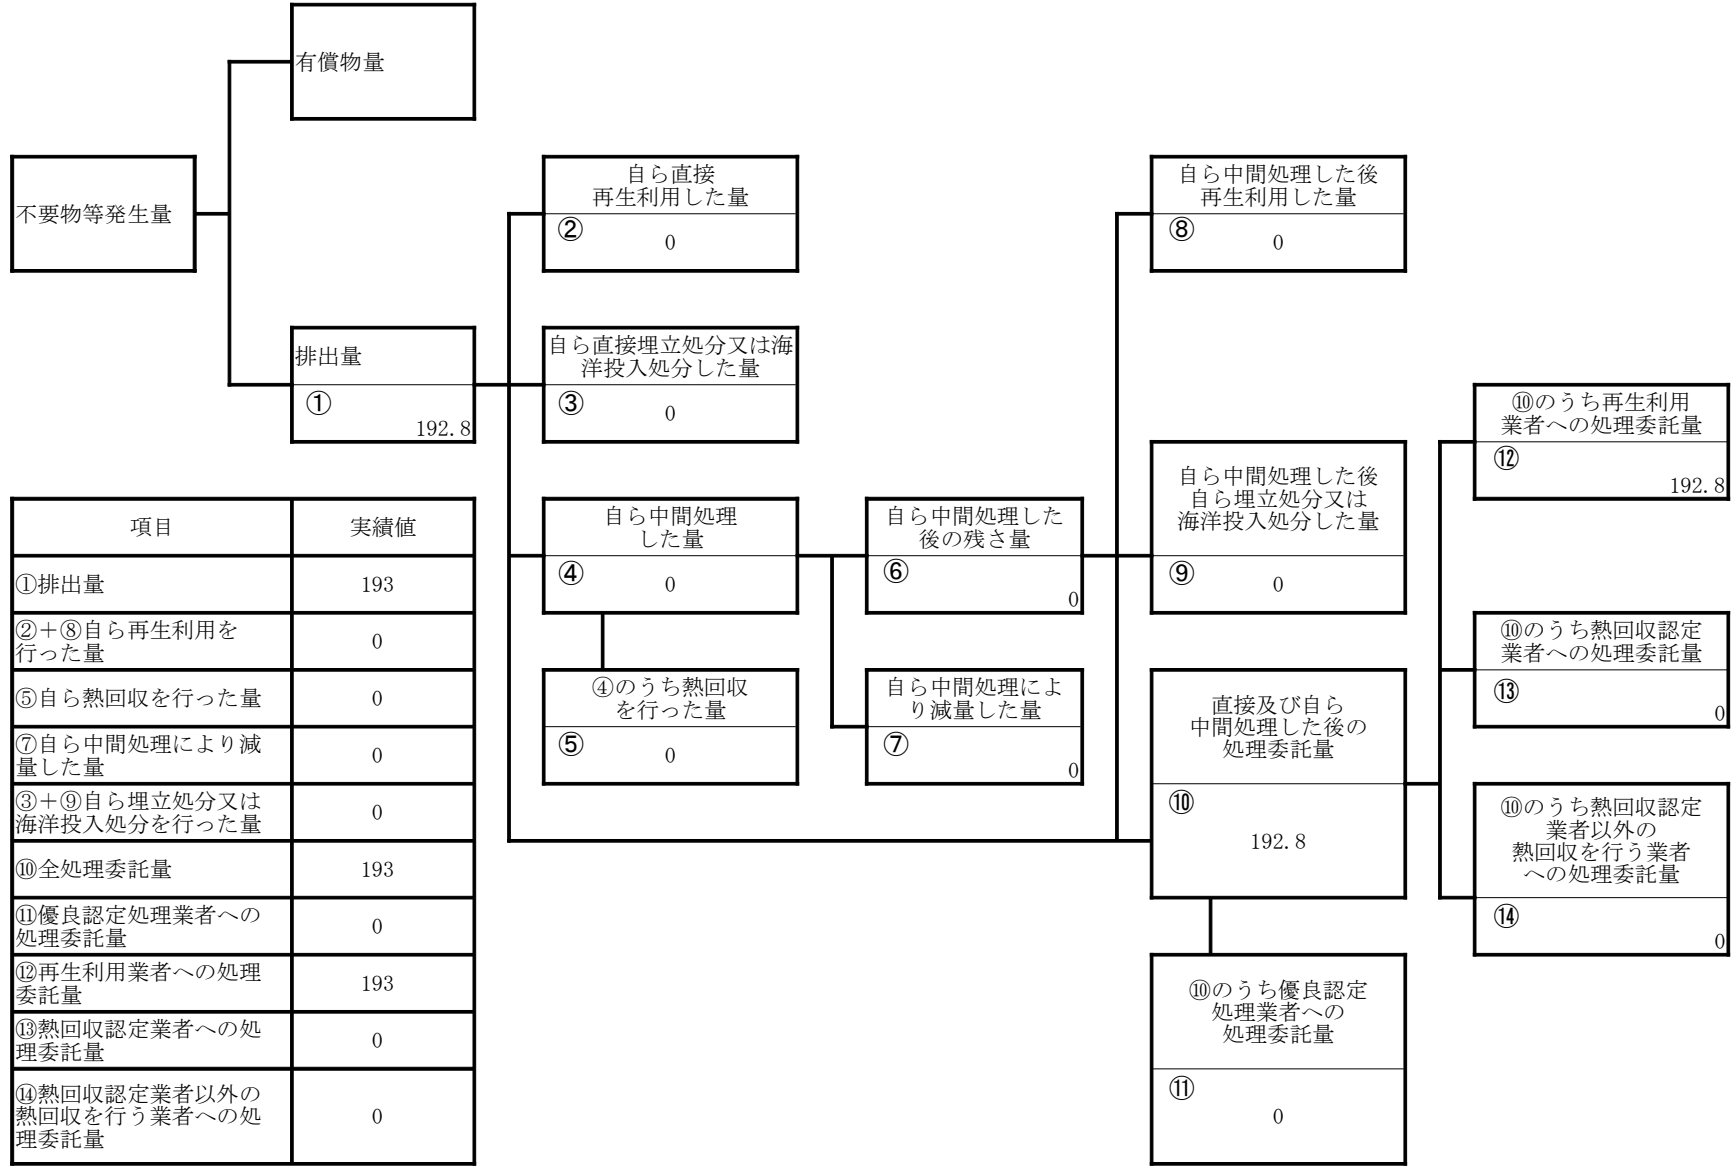 有償物量
不要物等発生量
自ら直接
再生利用した量
②
0
自ら中間処理した後
再生利用した量
⑧
0
排出量
①
192.8
自ら直接埋立処分又は海
洋投入処分した量
③
0
⑩のうち再生利用
業者への処理委託量
⑫
192.8
自ら中間処理
した量
④
0
自ら中間処理した
後の残さ量
⑥
0
自ら中間処理した後
自ら埋立処分又は
海洋投入処分した量
⑨
0
⑩のうち熱回収認定
業者への処理委託量
⑬
0
④のうち熱回収
を行った量
⑤
0
自ら中間処理によ
り減量した量
⑦
0
直接及び自ら
中間処理した後の
処理委託量
⑩
192.8
⑩のうち熱回収認定
業者以外の
熱回収を行う業者
への処理委託量
⑭
0
⑩のうち優良認定
処理業者への
処理委託量
⑪
0
項目 実績値
①排出量 193
②＋⑧自ら再生利用を
行った量 0
⑤自ら熱回収を行った量 0
⑦自ら中間処理により減
量した量 0
③＋⑨自ら埋立処分又は
海洋投入処分を行った量 0
⑩全処理委託量 193
⑪優良認定処理業者への
処理委託量 0
⑫再生利用業者への処理
委託量 193
⑬熱回収認定業者への処
理委託量 0
⑭熱回収認定業者以外の
熱回収を行う業者への処 0
理委託量